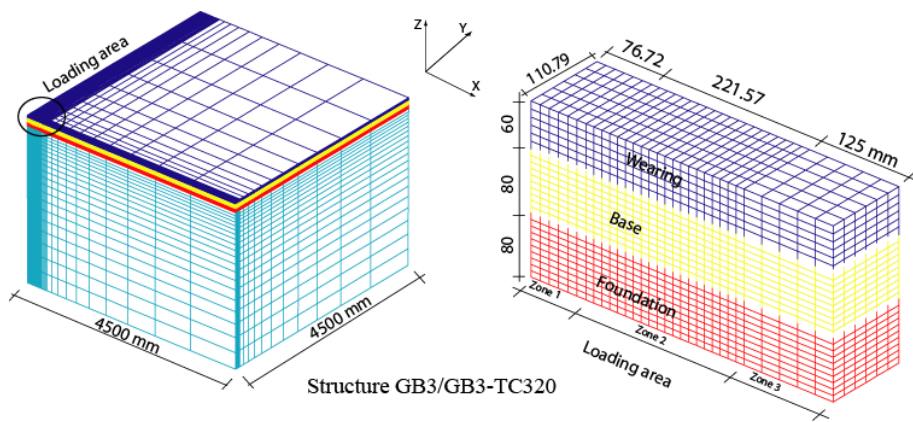 Loading area
Z
Y
X
4500 mm
4500 mm
110.79
76.72
221.57
125 mm
60
80
80
Wearing
Base
Foundation
Zone 1
Zone 2
Zone 3
Loading area
Structure GB3/GB3-TC320